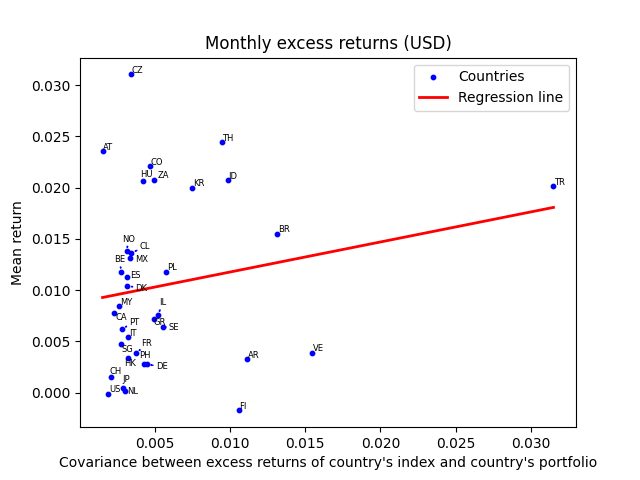 Monthly excess returns (USD)
Countries
Regression line
Mean return
0.030
0.025
0.020
0.015
0.010
0.005
0.000
CZ
TH
AT
CO
HU
ZA
KR
ID
TR
BR
NO
CL
MX
BE
PL
ES
DK
MY
IL
CA
PT
GR
SE
IT
FR
SG
PH
HK
DE
AR
VE
CH
JP
US
NL
FI
0.005
0.010
0.015
0.020
0.025
0.030
Covariance between excess returns of country's index and country's portfolio